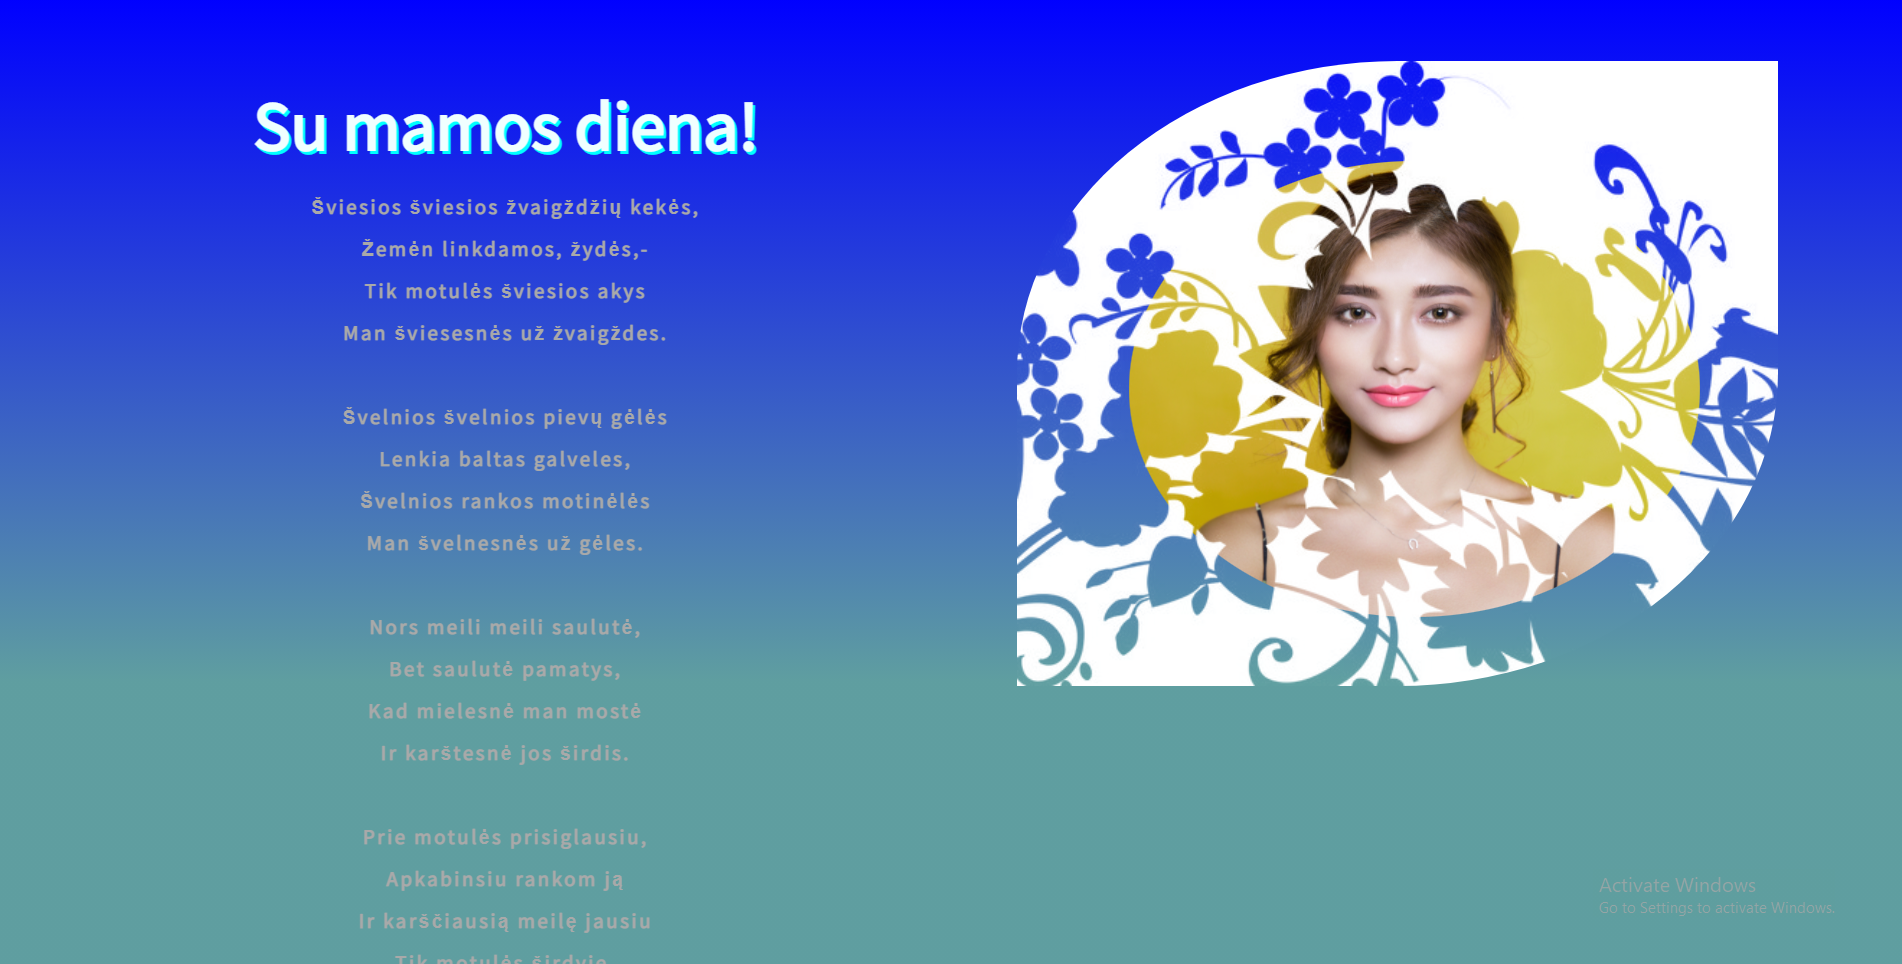 Su mamos diena!
Šviesios šviesios žvaigždžių kekės,
Žemėn linkdamos, žydės,-
Tik motulės šviesios akys
Man šviesesnės už žvaigždes.
Švelnios švelnios pievų gėlės
Lenkia baltas galveles,
Švelnios rankos motinėlės
Man švelnesnės už gėles.
Nors meili meili saulutė,
Bet saulutė pamatys,
Kad mielesnė man mostė
Ir karštesnė jos širdis.
Prie motulės prisiglausiu,
Apkabinsiu rankom ją
Ir karščiausią meilę jausiu
Tik motulės širdyje
Activate Windows
Go to Settings to activate Windows.